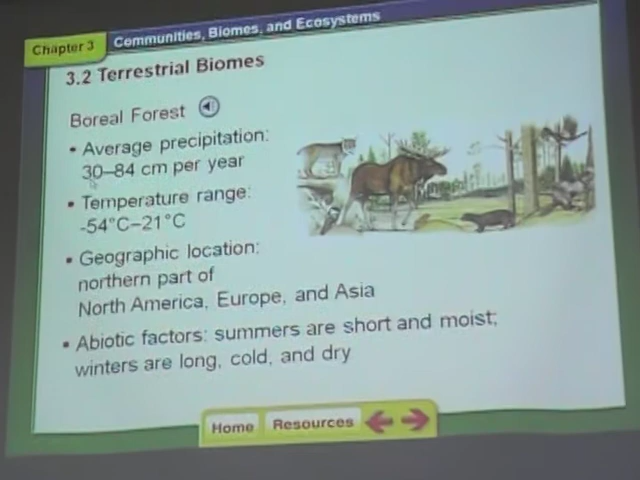 Chapter 3
Communities, Biomes, and Ecosystems
3.2 Terrestrial Biomes
Boreal Forest
• Average precipitation:
30–84 cm per year
• Temperature range:
-54°C–21°C
• Geographic location:
northern part of
North America, Europe, and Asia
• Abiotic factors: summers are short and moist;
winters are long, cold, and dry
Home
Resources